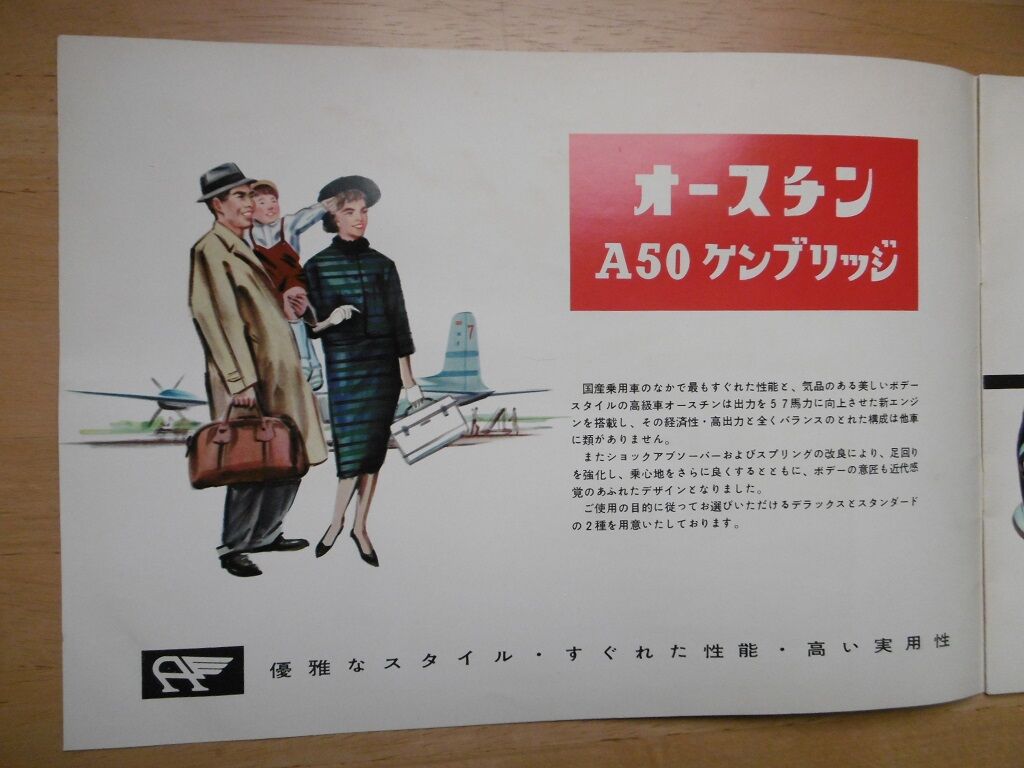 オースチン
A50 ケンブリッジ
7
国産乗用車のなかで最もすぐれた性能と、気品のある美しいボデー
スタイルの高級車オースチンは出力を57馬力に向上させた新エンジ
ンを搭載し、その経済性・高出力と全くバランスのとれた構成は他車
に類がありません。
またショックアブソーバーおよびスプリングの改良により、足回り
を強化し、乗心地をさらに良くするとともに、ボデーの意匠も近代感
覚のあふれたデザインとなりました。
ご使用の目的に従ってお選びいただけるデラックスとスタンダード
の2種を用意いたしております。
優雅なスタイル・すぐれた性能・高い実用性